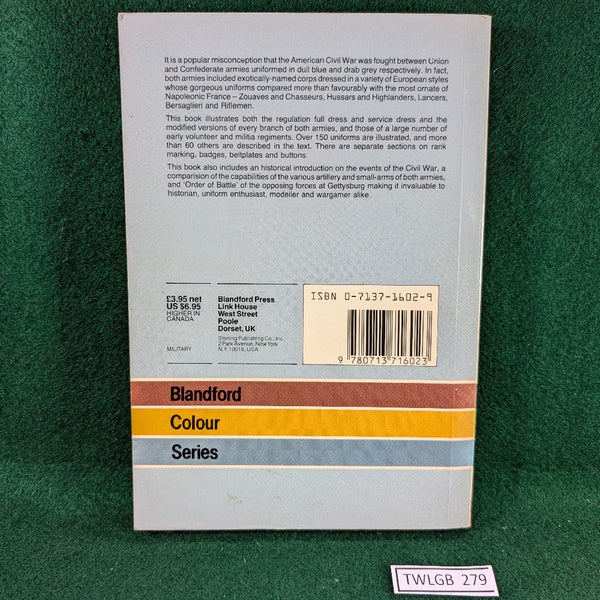 It is a popular misconception that the American Civil War was fought between Union
and Confederate armies uniformed in dull blue and drab grey respectively. In fact,
both armies included exotically-named corps dressed in a variety of European styles
whose gorgeous uniforms compared more than favourably with the most ornate of
Napoleonic France – Zouaves and Chasseurs, Hussars and Highlanders, Lancers,
Bersaglieri and Riflemen.
This book illustrates both the regulation full dress and service dress and the
modified versions of every branch of both armies, and those of a large number of
early volunteer and militia regiments. Over 150 uniforms are illustrated, and more
than 60 others are described in the text. There are separate sections on rank
marking, badges, beltplates and buttons.
This book also includes an historical introduction on the events of the Civil War, a
comparision of the capabilities of the various artillery and small-arms of both armies,
and 'Order of Battle' of the opposing forces at Gettysburg making it invaluable to
historian, uniform enthusiast, modeller and wargamer alike.
£3.95 net
US $6.95
HIGHER IN
CANADA
MILITARY
Blandford Press
Link House
West Street
Poole
Dorset, UK
Sterling Publishing Co., Inc.
2 Park Avenue, New York
N.Y. 10016, USA
ISBN 0-7137-1602-9
9 780713 716023
Blandford
Colour
Series
TWLGB 279